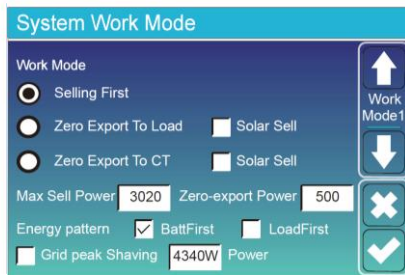 System Work Mode
Work Mode
Selling First
Zero Export To Load Solar Sell
Zero Export To CT Solar Sell
Max Sell Power 3020 Zero-export Power 500
Energy pattern BattFirst LoadFirst
Grid peak Shaving 4340W Power
Work
Mode1